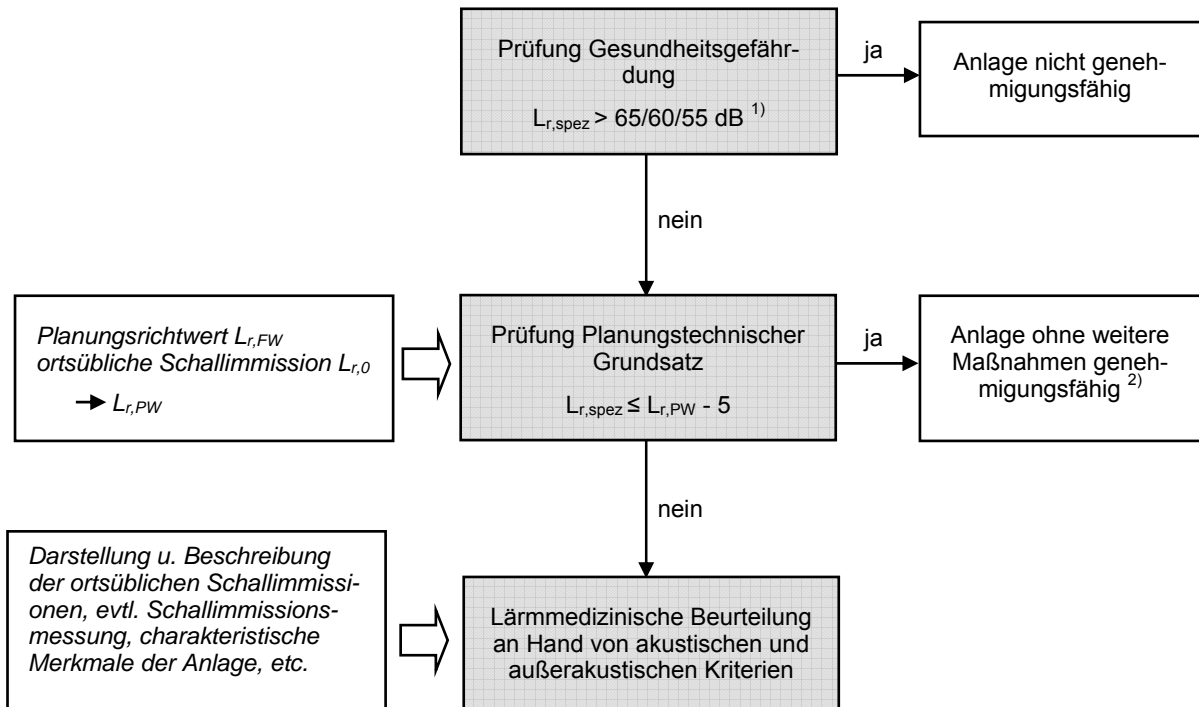 Prüfung Gesundheitsgefähr-
dung
L_r,spez > 65/60/55 dB 1)
ja
Anlage nicht geneh-
migungsfähig
nein
Planungsrichtwert L_r,FW
ortsübliche Schallimmission L_r,0
→ L_r,PW
Prüfung Planungstechnischer
Grundsatz
L_r,spez ≤ L_r,PW - 5
ja
Anlage ohne weitere
Maßnahmen geneh-
migungsfähig 2)
nein
Darstellung u. Beschreibung
der ortsüblichen Schallimmissi-
onen, evtl. Schallimmissions-
messung, charakteristische
Merkmale der Anlage, etc.
Lärmmedizinische Beurteilung
an Hand von akustischen und
außerakustischen Kriterien